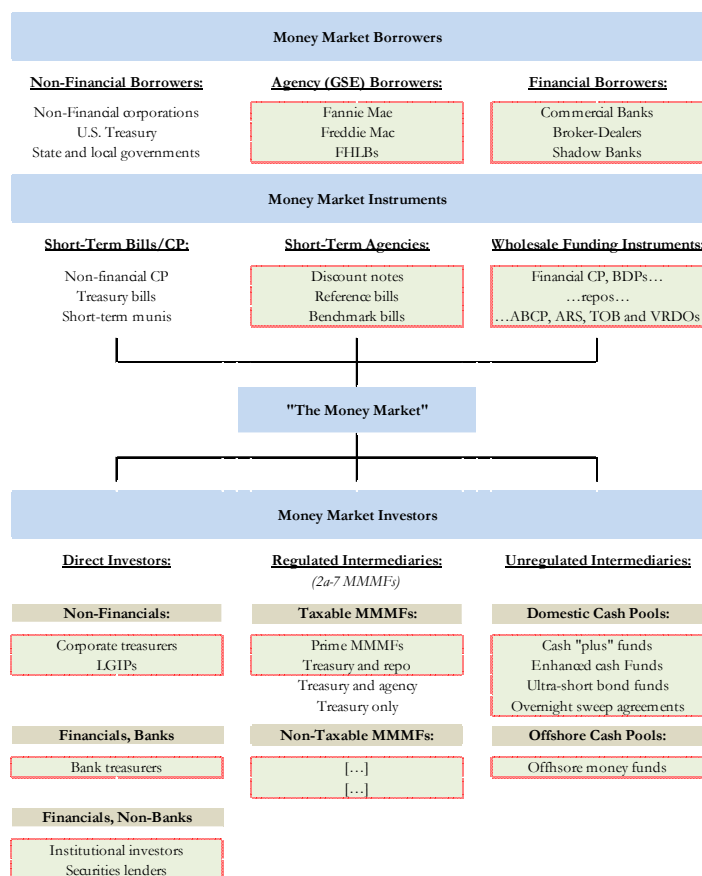 Money Market Borrowers
Non-Financial Borrowers: Agency (GSE) Borrowers: Financial Borrowers:
Non-Financial corporations Fannie Mae Commercial Banks
U.S. Treasury Freddie Mac Broker-Dealers
State and local governments FHLBs Shadow Banks
Money Market Instruments
Short-Term Bills/CP: Short-Term Agencies: Wholesale Funding Instruments:
Non-financial CP Discount notes Financial CP, BDPs…
Treasury bills Reference bills …repos…
Short-term munis Benchmark bills …ABCP, ARS, TOB and VRDOs
"The Money Market"
Money Market Investors
Direct Investors: Regulated Intermediaries: Unregulated Intermediaries:
(2a-7 MMMFs)
Non-Financials: Taxable MMMFs: Domestic Cash Pools:
Corporate treasurers Prime MMMFs Cash "plus" funds
LGIPs Treasury and repo Enhanced cash Funds
Treasury and agency Ultra-short bond funds
Treasury only Overnight sweep agreements
Financials, Banks Non-Taxable MMMFs: Offshore Cash Pools:
Bank treasurers […] Offhsore money funds
[…]
Financials, Non-Banks
Institutional investors
Securities lenders